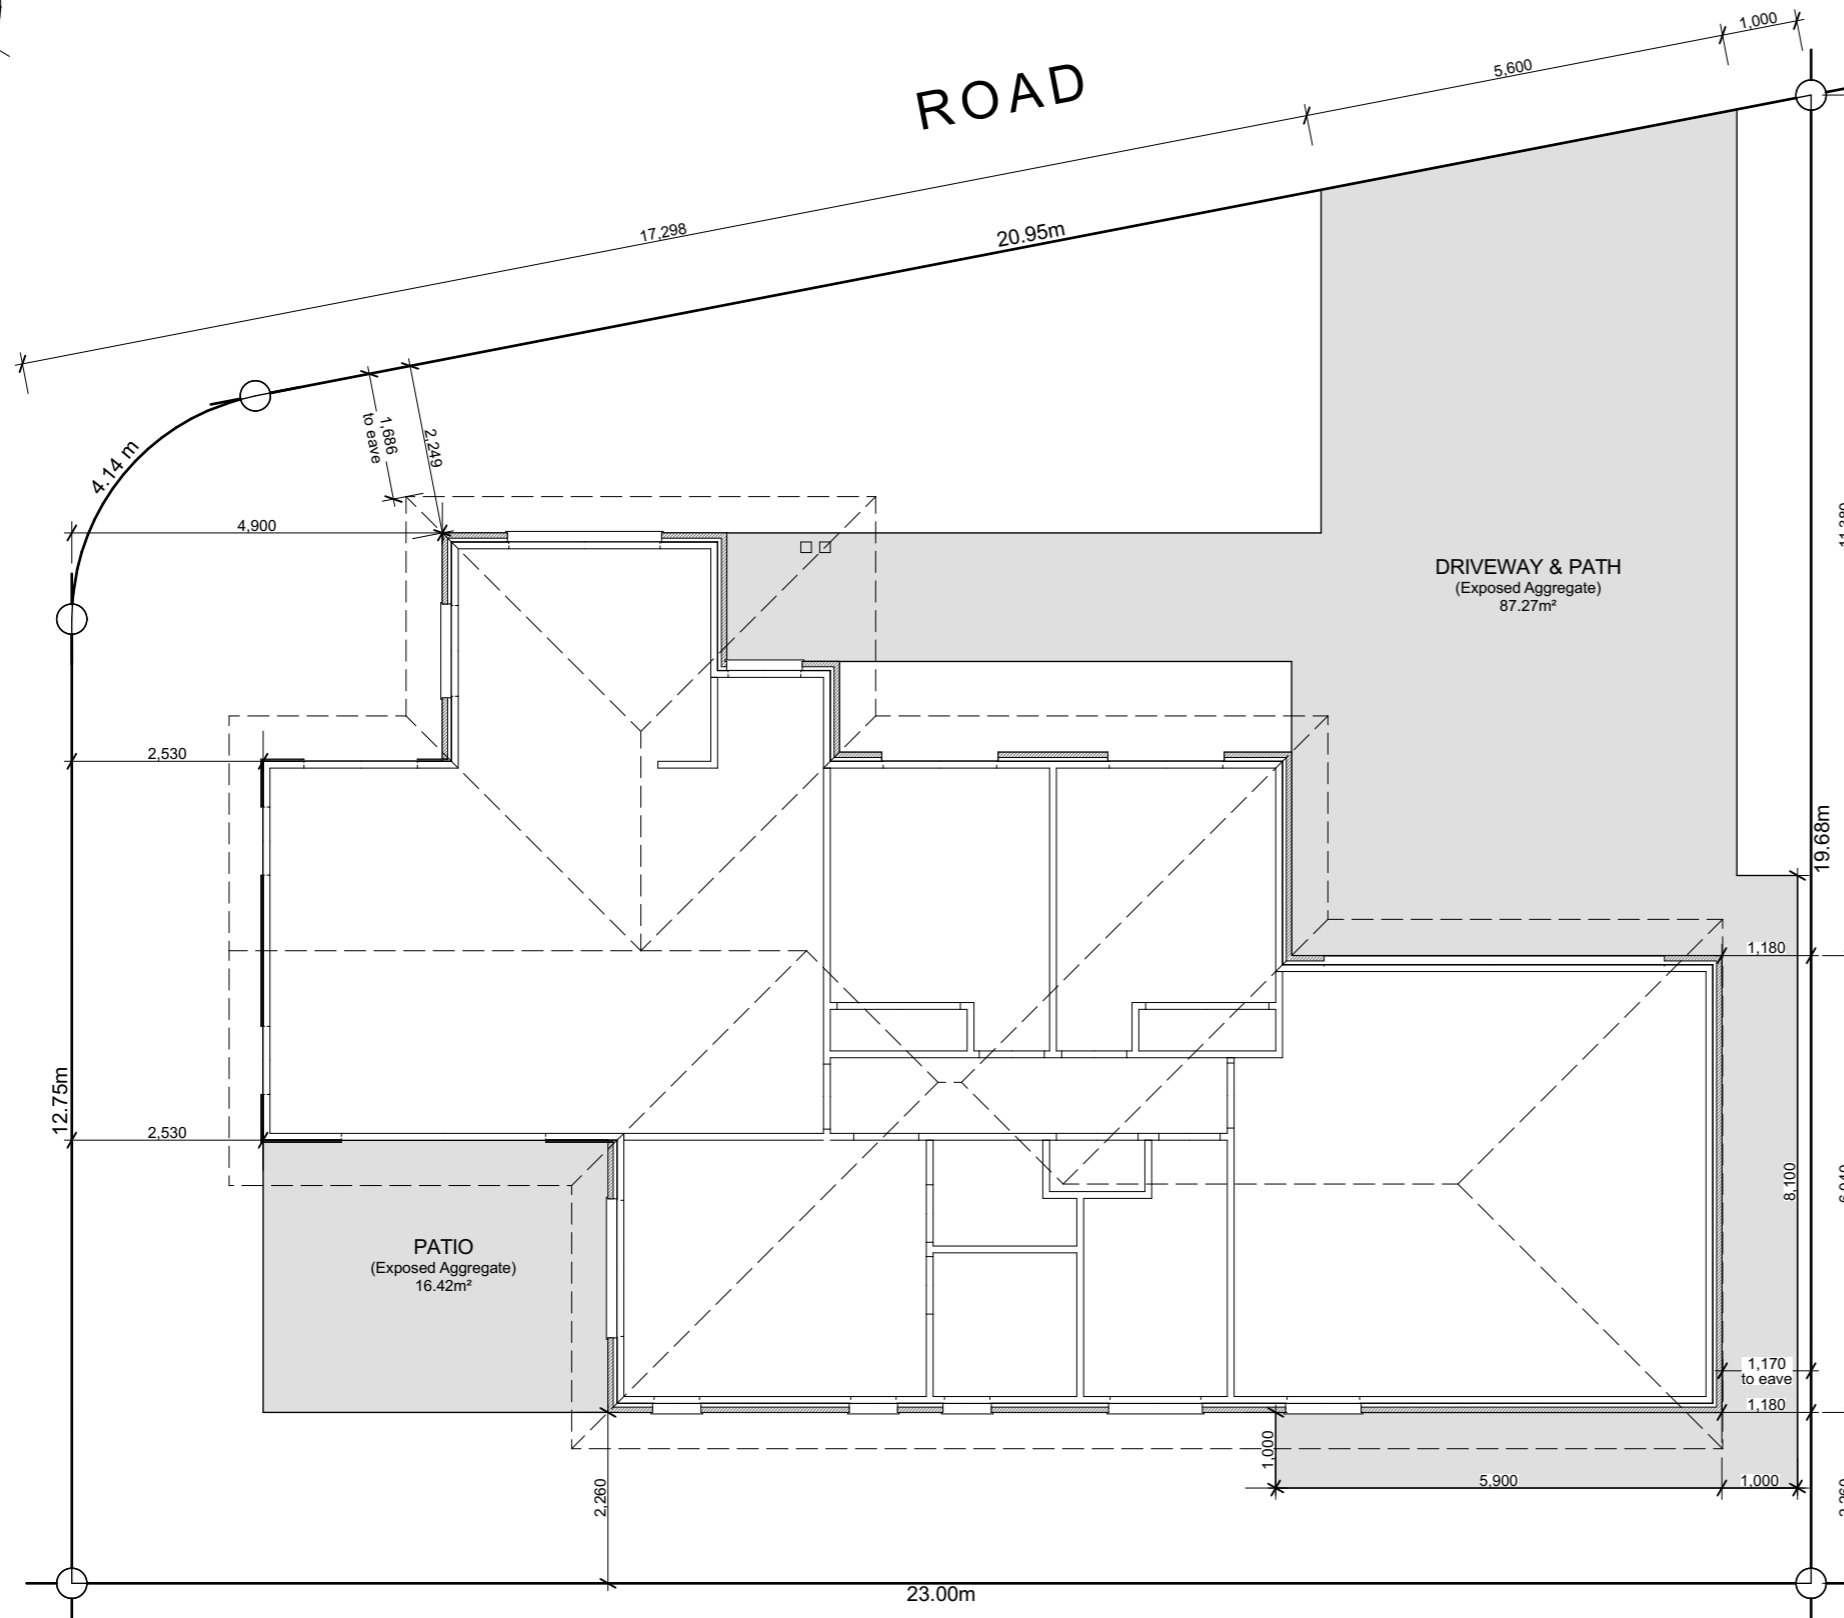 1,000
5,600
ROAD
17,298
20.95m
1,686
to eave
2,249
4.14 m
4,900
DRIVEWAY & PATH
(Exposed Aggregate)
87.27m²
2,530
19.68m
1,180
12.75m
2,530
8,100
PATIO
(Exposed Aggregate)
16.42m²
1,170
to eave
1,180
1,000
5,900
1,000
2,260
23.00m